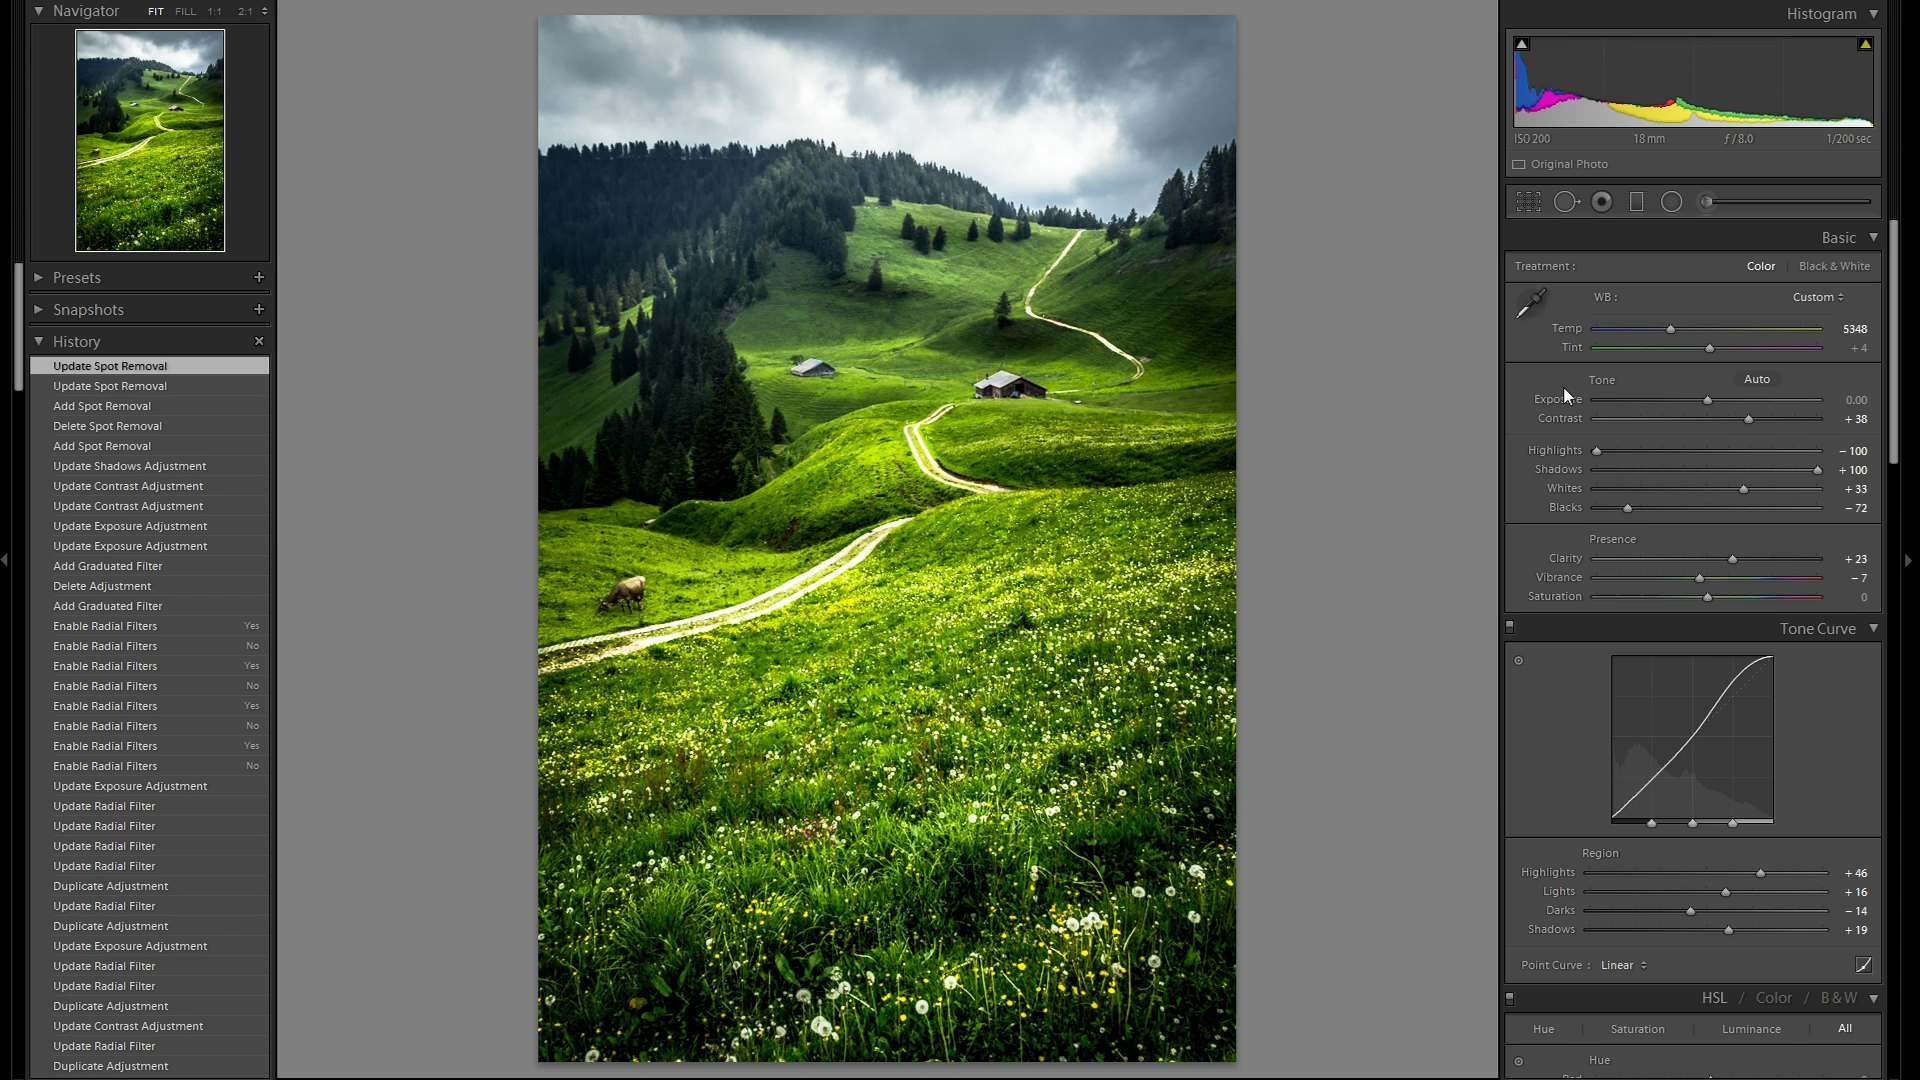 Navigator FIT FILL 1:1 2:1
Presets
Snapshots
History
Update Spot Removal
Update Spot Removal
Add Spot Removal
Delete Spot Removal
Add Spot Removal
Update Shadows Adjustment
Update Contrast Adjustment
Update Contrast Adjustment
Update Exposure Adjustment
Update Exposure Adjustment
Add Graduated Filter
Delete Adjustment
Add Graduated Filter
Enable Radial Filters Yes
Enable Radial Filters No
Enable Radial Filters Yes
Enable Radial Filters No
Enable Radial Filters Yes
Enable Radial Filters No
Enable Radial Filters Yes
Enable Radial Filters No
Update Exposure Adjustment
Update Radial Filter
Update Radial Filter
Update Radial Filter
Update Radial Filter
Duplicate Adjustment
Update Radial Filter
Duplicate Adjustment
Update Exposure Adjustment
Update Radial Filter
Update Radial Filter
Duplicate Adjustment
Update Contrast Adjustment
Update Radial Filter
Duplicate Adjustment
Histogram
ISO 200 18 mm ƒ / 8.0 1/200 sec
Original Photo
Basic
Treatment : Color Black & White
WB : Custom
Temp 5348
Tint + 4
Tone Auto
Exposure 0.00
Contrast + 38
Highlights − 100
Shadows + 100
Whites + 33
Blacks − 72
Presence
Clarity + 23
Vibrance − 7
Saturation 0
Tone Curve
Region
Highlights + 46
Lights + 16
Darks − 14
Shadows + 19
Point Curve : Linear
HSL / Color / B & W
Hue Saturation Luminance All
Hue